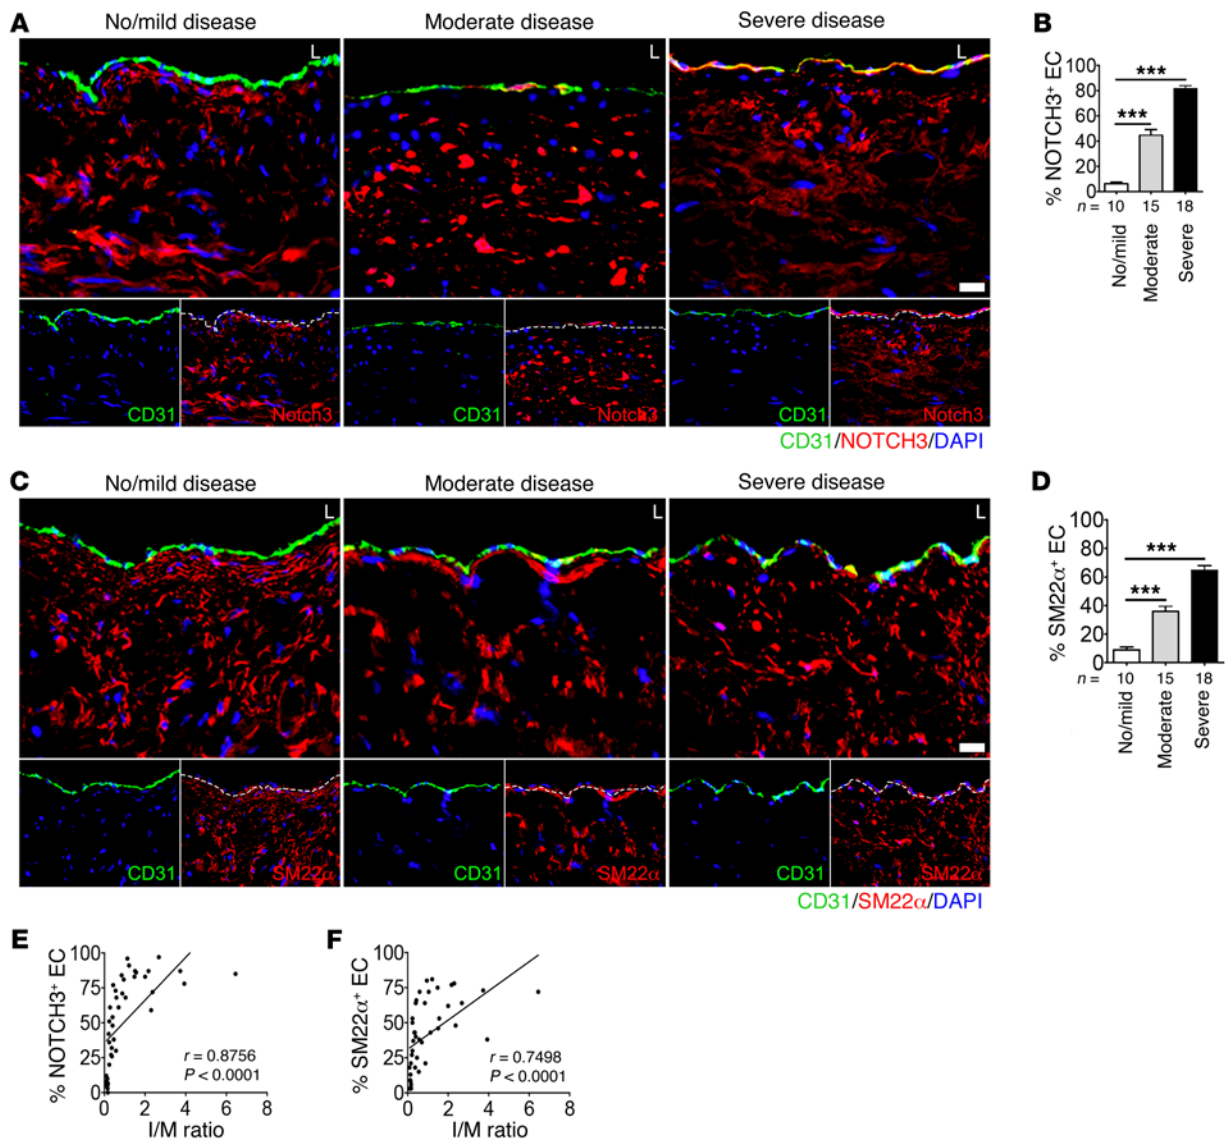 A
No/mild disease
Moderate disease
Severe disease
L
L
L
CD31
Notch3
CD31
Notch3
CD31
Notch3
CD31/NOTCH3/DAPI
B
% NOTCH3+ EC
100
80
60
40
20
0
***
***
n = 10 15 18
No/mild
Moderate
Severe
C
No/mild disease
Moderate disease
Severe disease
L
L
L
CD31
SM22α
CD31
SM22α
CD31
SM22α
CD31/SM22α/DAPI
D
% SM22α+ EC
100
80
60
40
20
0
***
***
n = 10 15 18
No/mild
Moderate
Severe
E
% NOTCH3+ EC
100
75
50
25
0
r = 0.8756
P < 0.0001
0 2 4 6 8
I/M ratio
F
% SM22α+ EC
100
75
50
25
0
r = 0.7498
P < 0.0001
0 2 4 6 8
I/M ratio